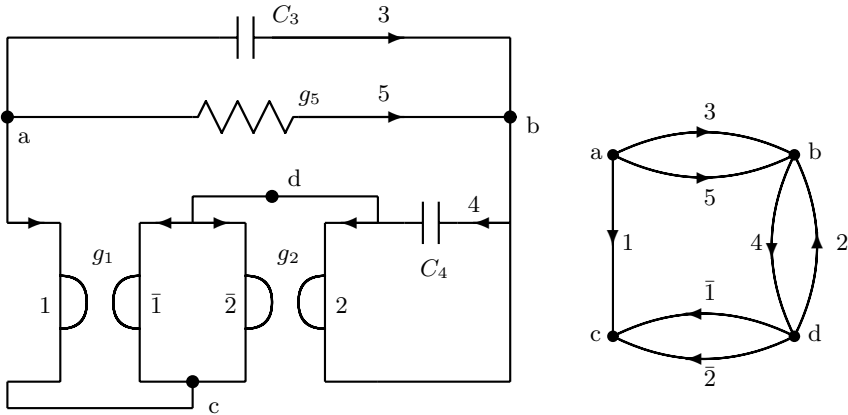 C₃ 3
g₅ 5
a b
d
4
g₁ g₂
C₄
1 1̄ 2̄ 2
c
3
a b
5
1 4 2
1̄
c d
2̄